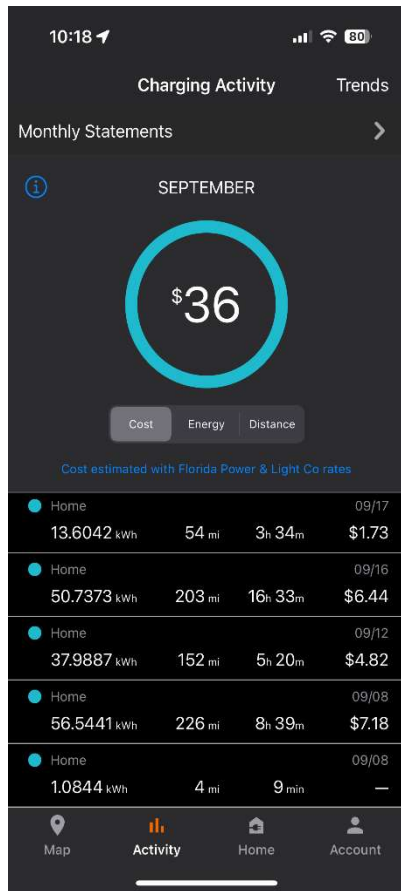 10:18
80
Charging Activity Trends
Monthly Statements
SEPTEMBER
$36
Cost Energy Distance
Cost estimated with Florida Power & Light Co rates
Home 09/17
13.6042 kWh 54 mi 3h 34m $1.73
Home 09/16
50.7373 kWh 203 mi 16h 33m $6.44
Home 09/12
37.9887 kWh 152 mi 5h 20m $4.82
Home 09/08
56.5441 kWh 226 mi 8h 39m $7.18
Home 09/08
1.0844 kWh 4 mi 9 min —
Map Activity Home Account